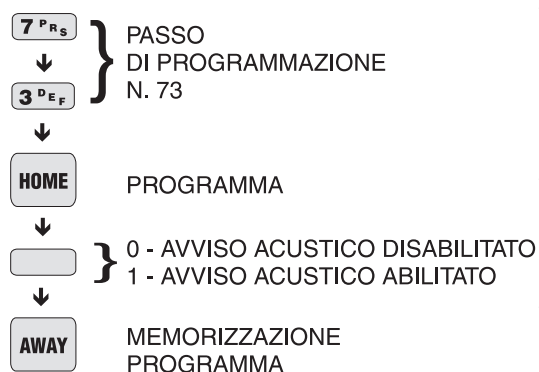 7 PRS
PASSO
DI PROGRAMMAZIONE
3 DEF
N. 73
HOME
PROGRAMMA
0 - AVVISO ACUSTICO DISABILITATO
1 - AVVISO ACUSTICO ABILITATO
AWAY
MEMORIZZAZIONE
PROGRAMMA